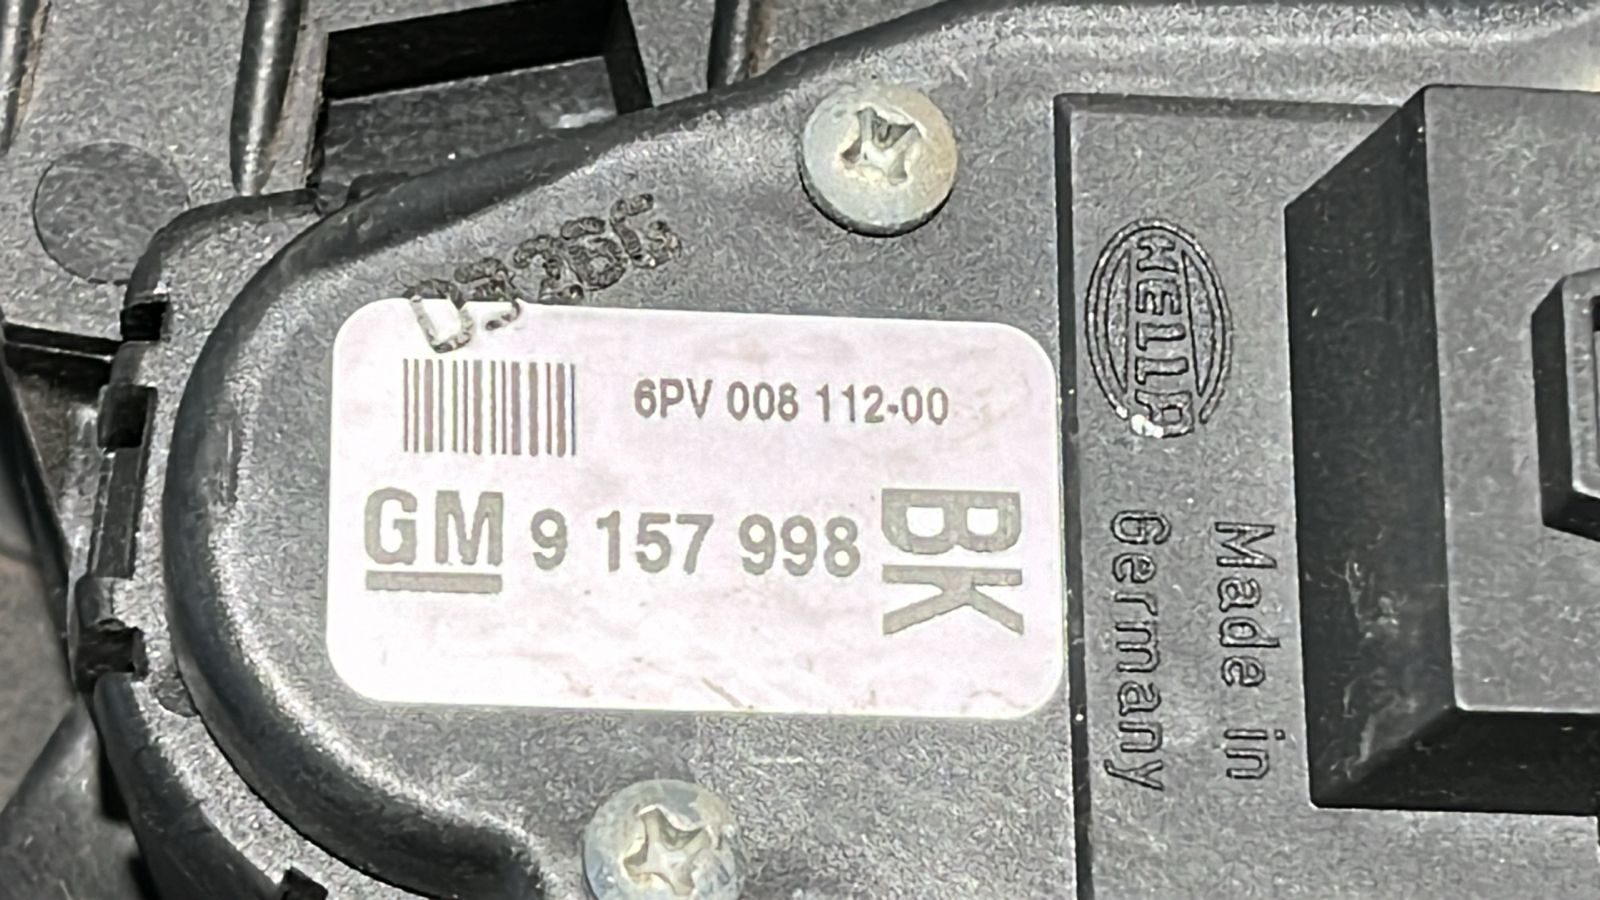 6PV 008 112-00
GM 9 157 998
BK
HELLA
Made in
Germany